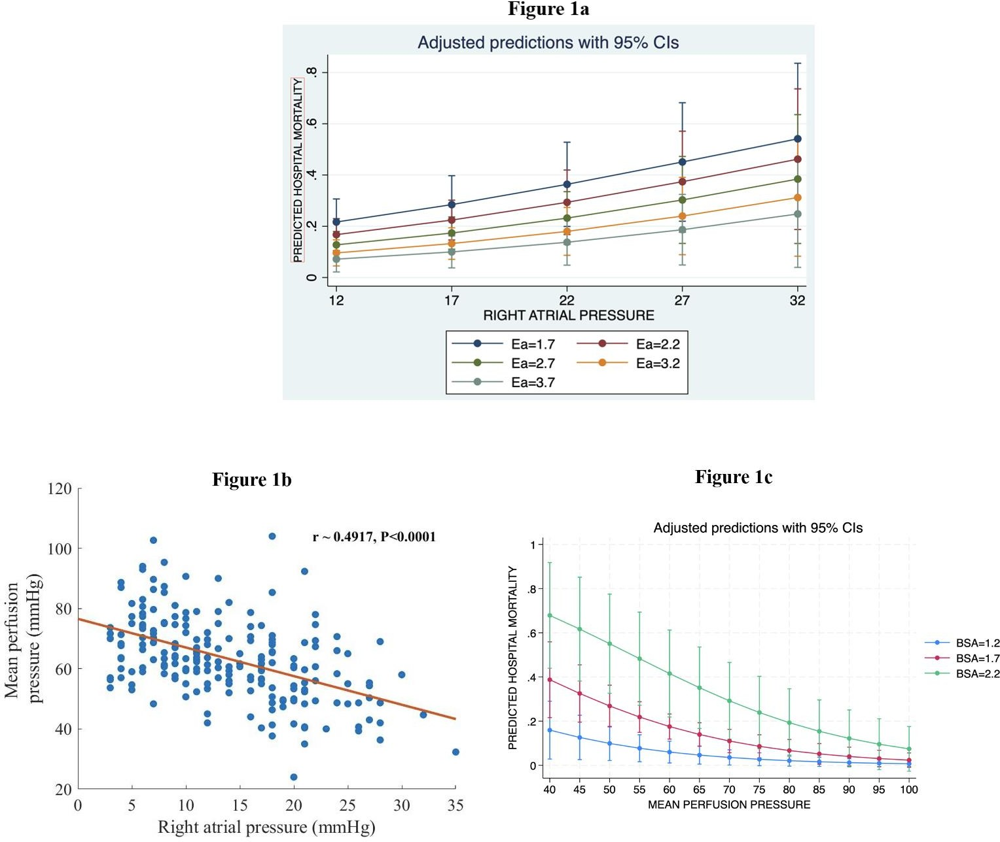 Figure 1a
Adjusted predictions with 95% CIs
PREDICTED HOSPITAL MORTALITY
.8
.6
.4
.2
0
12 17 22 27 32
RIGHT ATRIAL PRESSURE
Ea=1.7 Ea=2.2
Ea=2.7 Ea=3.2
Ea=3.7
Figure 1b
Mean perfusion
pressure (mmHg)
120
100
80
60
40
20
r ~ 0.4917, P<0.0001
0 5 10 15 20 25 30 35
Right atrial pressure (mmHg)
Figure 1c
Adjusted predictions with 95% CIs
PREDICTED HOSPITAL MORTALITY
1
.8
.6
.4
.2
0
40 45 50 55 60 65 70 75 80 85 90 95 100
MEAN PERFUSION PRESSURE
BSA=1.2
BSA=1.7
BSA=2.2